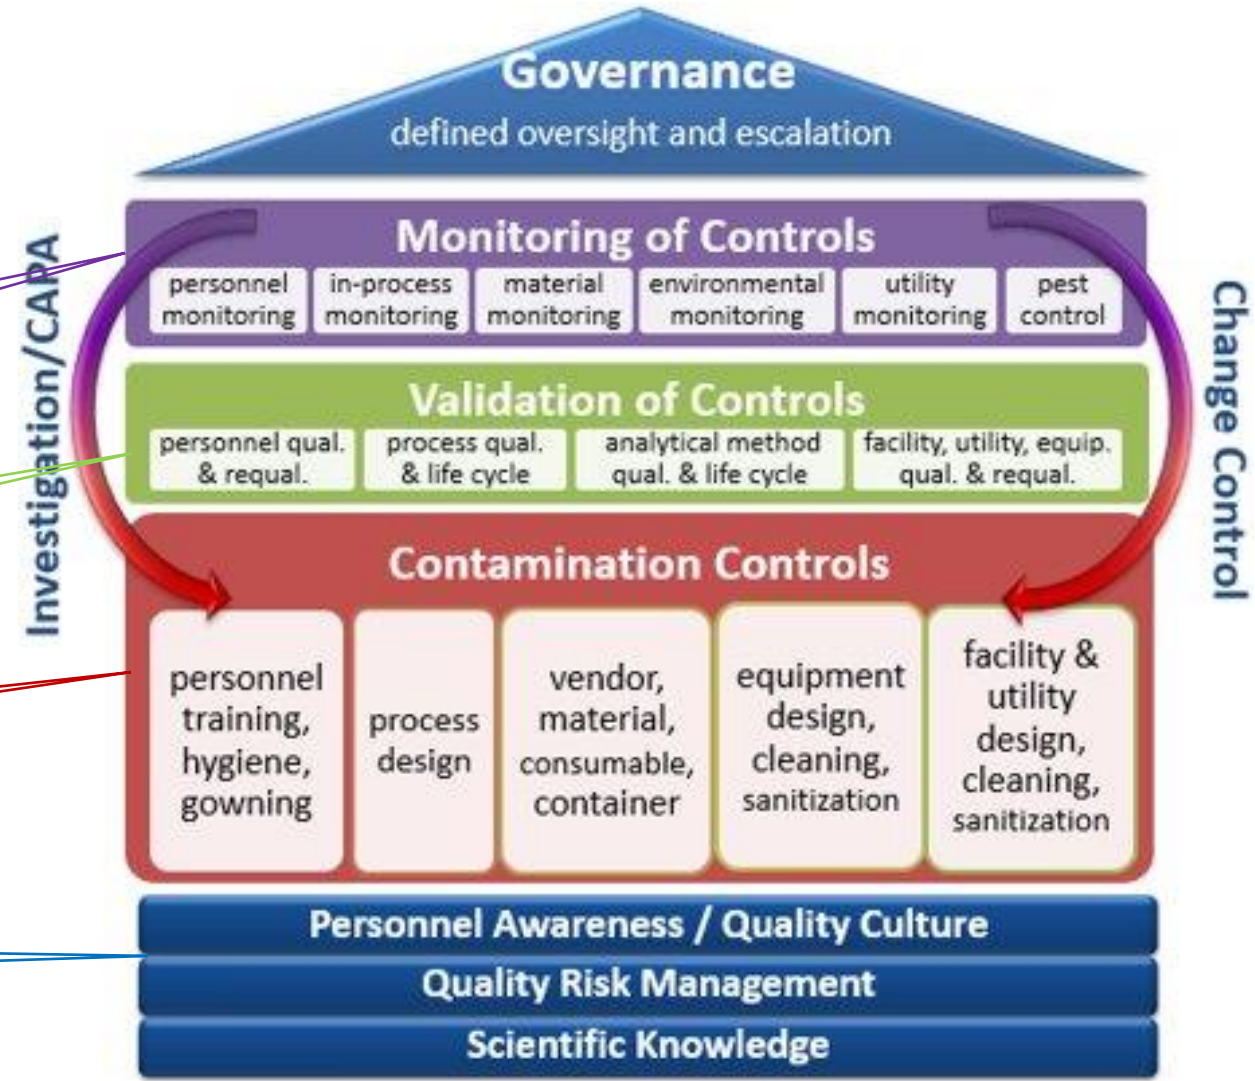 Governance
defined oversight and escalation
Investigation/CAPA
Change Control
Monitoring of Controls
personnel
monitoring
in-process
monitoring
material
monitoring
environmental
monitoring
utility
monitoring
pest
control
Validation of Controls
personnel qual.
& requal.
process qual.
& life cycle
analytical method
qual. & life cycle
facility, utility, equip.
qual. & requal.
Contamination Controls
personnel
training,
hygiene,
gowning
process
design
vendor,
material,
consumable,
container
equipment
design,
cleaning,
sanitization
facility &
utility
design,
cleaning,
sanitization
Personnel Awareness / Quality Culture
Quality Risk Management
Scientific Knowledge